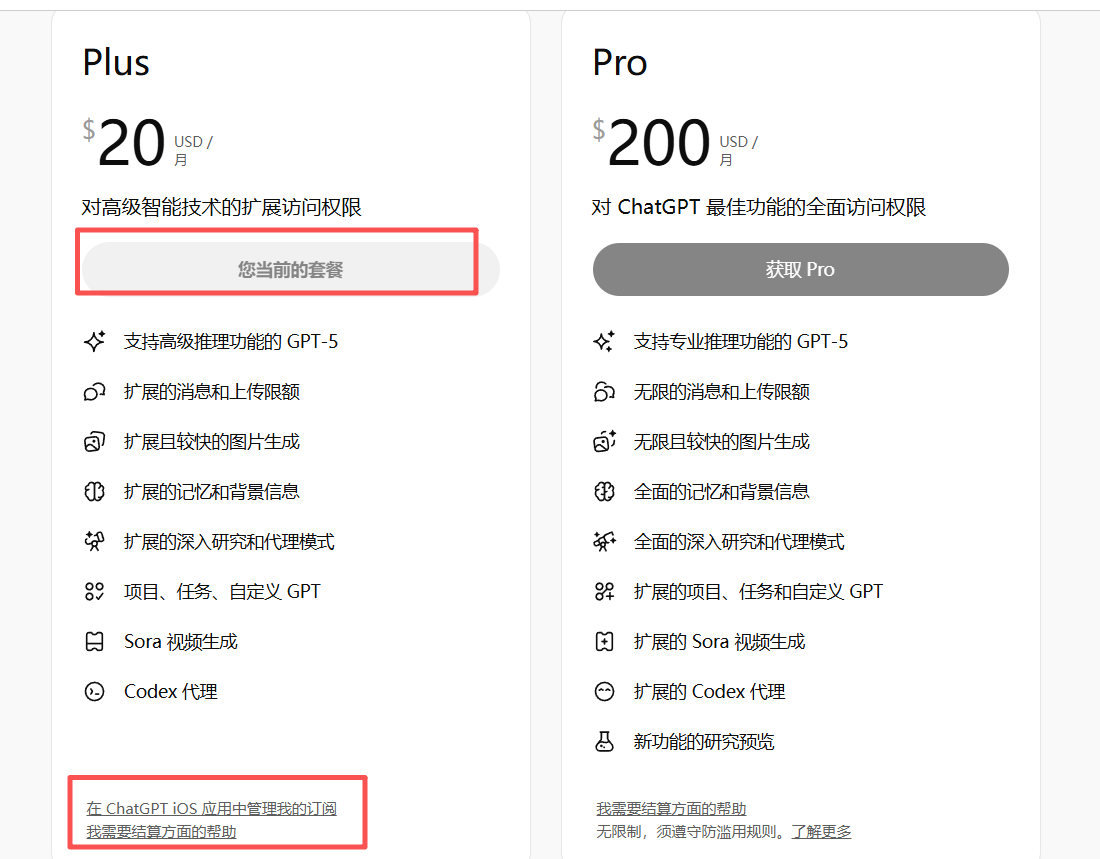 Plus
$20 USD /
月
对高级智能技术的扩展访问权限
您当前的套餐
支持高级推理功能的 GPT-5
扩展的消息和上传限额
扩展且较快的图片生成
扩展的记忆和背景信息
扩展的深入研究和代理模式
项目、任务、自定义 GPT
Sora 视频生成
Codex 代理
在 ChatGPT iOS 应用中管理我的订阅
我需要结算方面的帮助
Pro
$200 USD /
月
对 ChatGPT 最佳功能的全面访问权限
获取 Pro
支持专业推理功能的 GPT-5
无限的消息和上传限额
无限且较快的图片生成
全面的记忆和背景信息
全面的深入研究和代理模式
扩展的项目、任务和自定义 GPT
扩展的 Sora 视频生成
扩展的 Codex 代理
新功能的研究预览
我需要结算方面的帮助
无限制，须遵守防滥用规则。了解更多